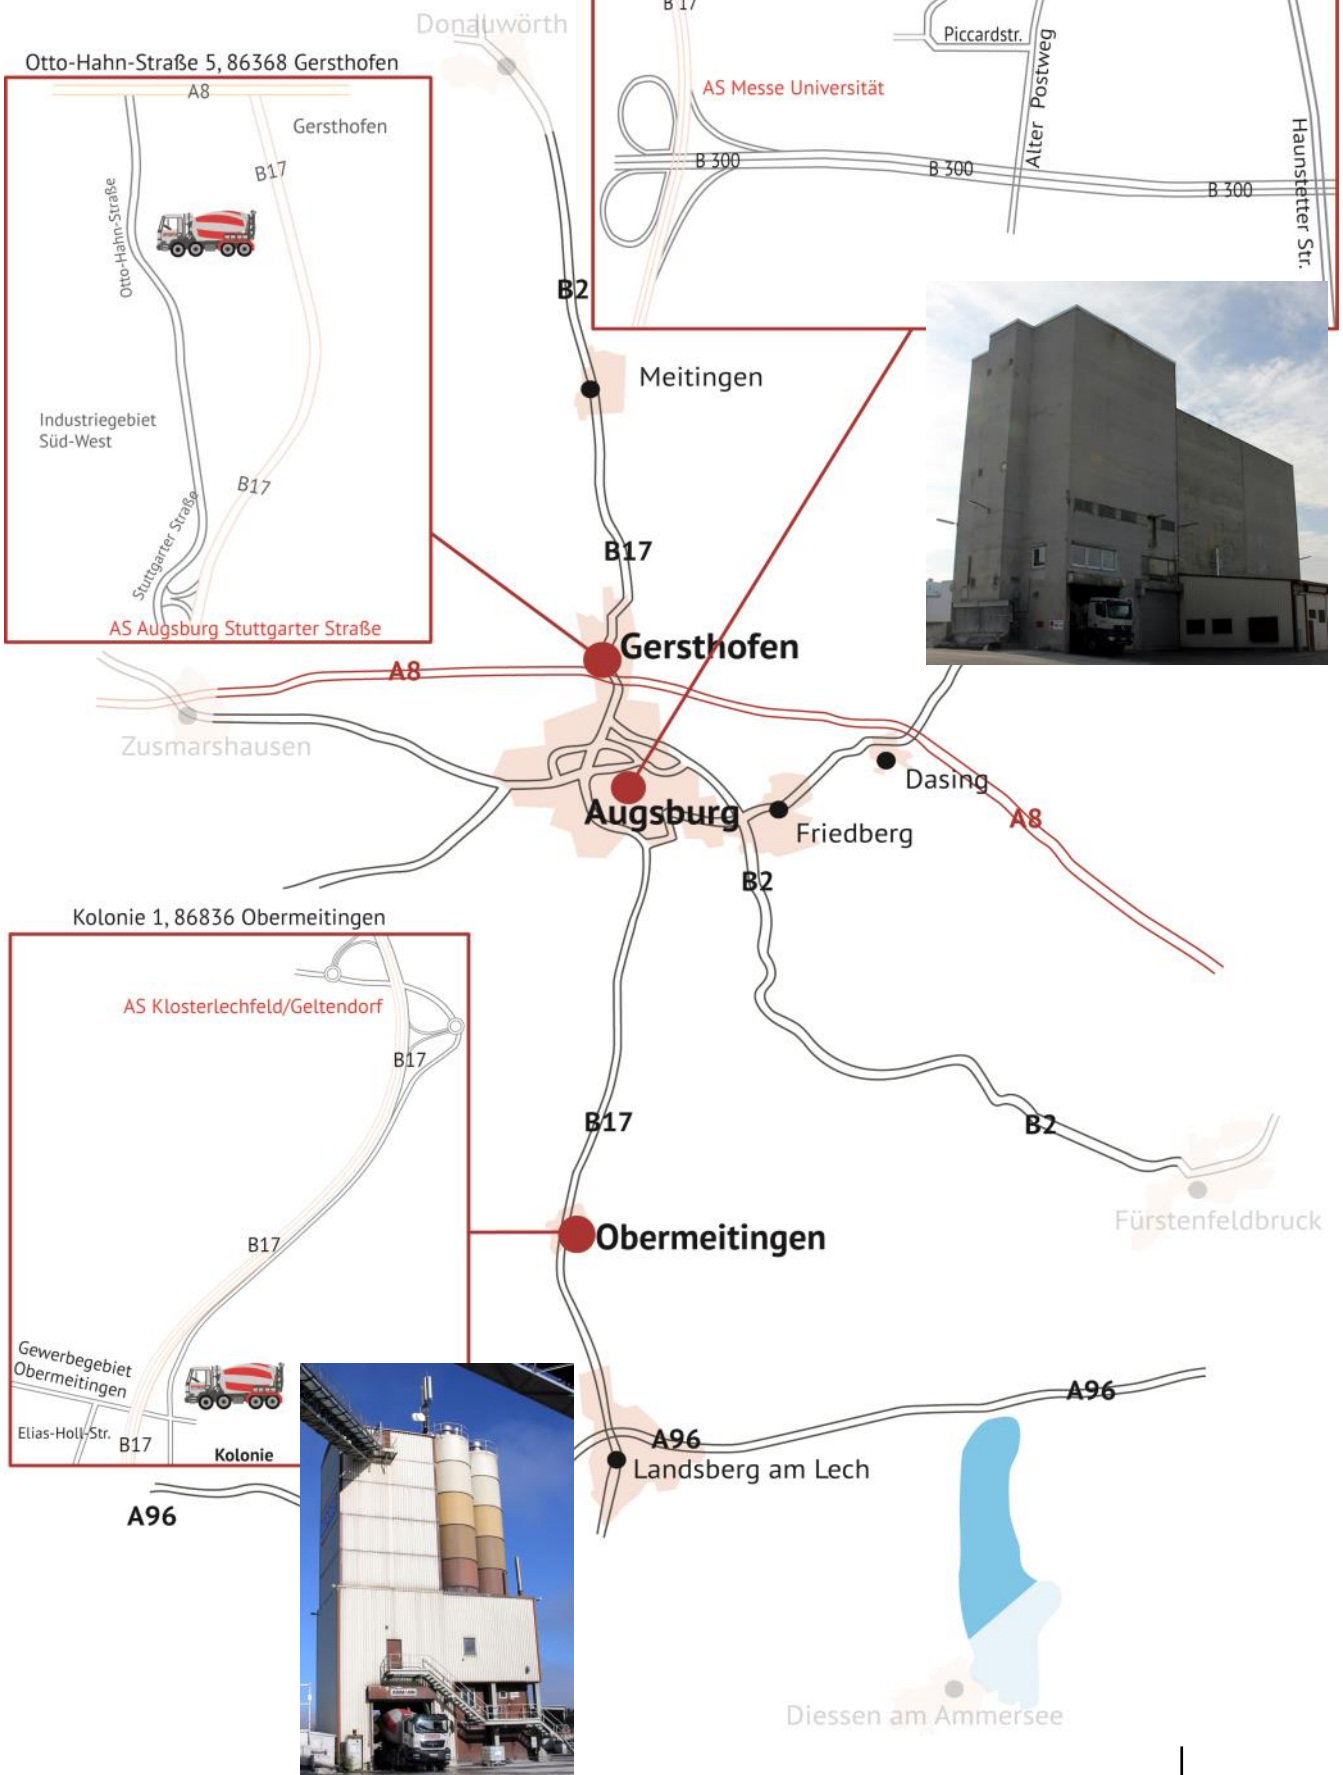 Donauwörth
B 17
Piccardstr.
Alter Postweg
Haunstetter Str.
AS Messe Universität
B 300
B 300
B 300
Otto-Hahn-Straße 5, 86368 Gersthofen
A8
Gersthofen
B17
Otto-Hahn-Straße
Industriegebiet
Süd-West
B17
Stuttgarter Straße
AS Augsburg Stuttgarter Straße
B2
Meitingen
B17
Gersthofen
A8
Zusmarshausen
Dasing
Augsburg
Friedberg
A8
B2
Kolonie 1, 86836 Obermeitingen
AS Klosterlechfeld/Geltendorf
B17
B17
Gewerbegebiet
Obermeitingen
Elias-Holl-Str.
B17
Kolonie
B17
B2
Fürstenfeldbruck
Obermeitingen
A96
A96
Landsberg am Lech
A96
Diessen am Ammersee